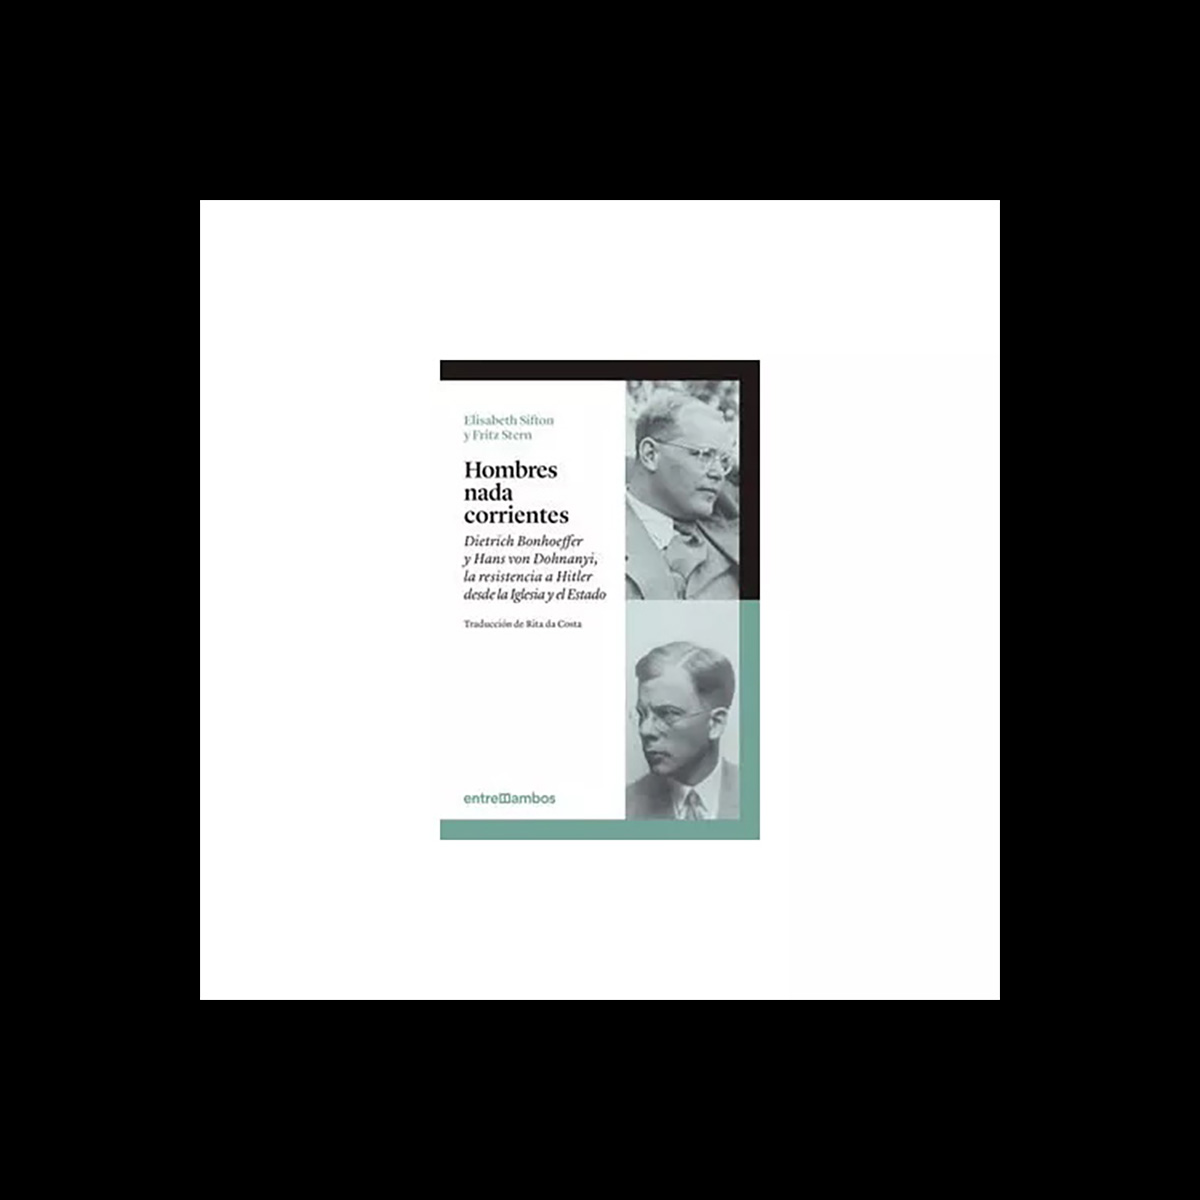 Elisabeth Sifton
y Fritz Stern
Hombres
nada
corrientes
Dietrich Bonhoeffer
y Hans von Dohnanyi,
la resistencia a Hitler
desde la Iglesia y el Estado
Traducción de Rita da Costa
entreambos